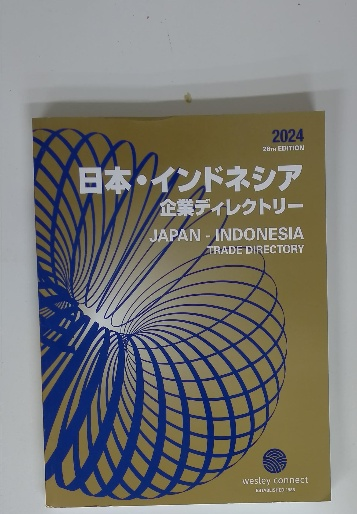 2024
28TH EDITION
日本・インドネシア
企業ディレクトリー
JAPAN - INDONESIA
TRADE DIRECTORY
wesley connect
ESTABLISHED